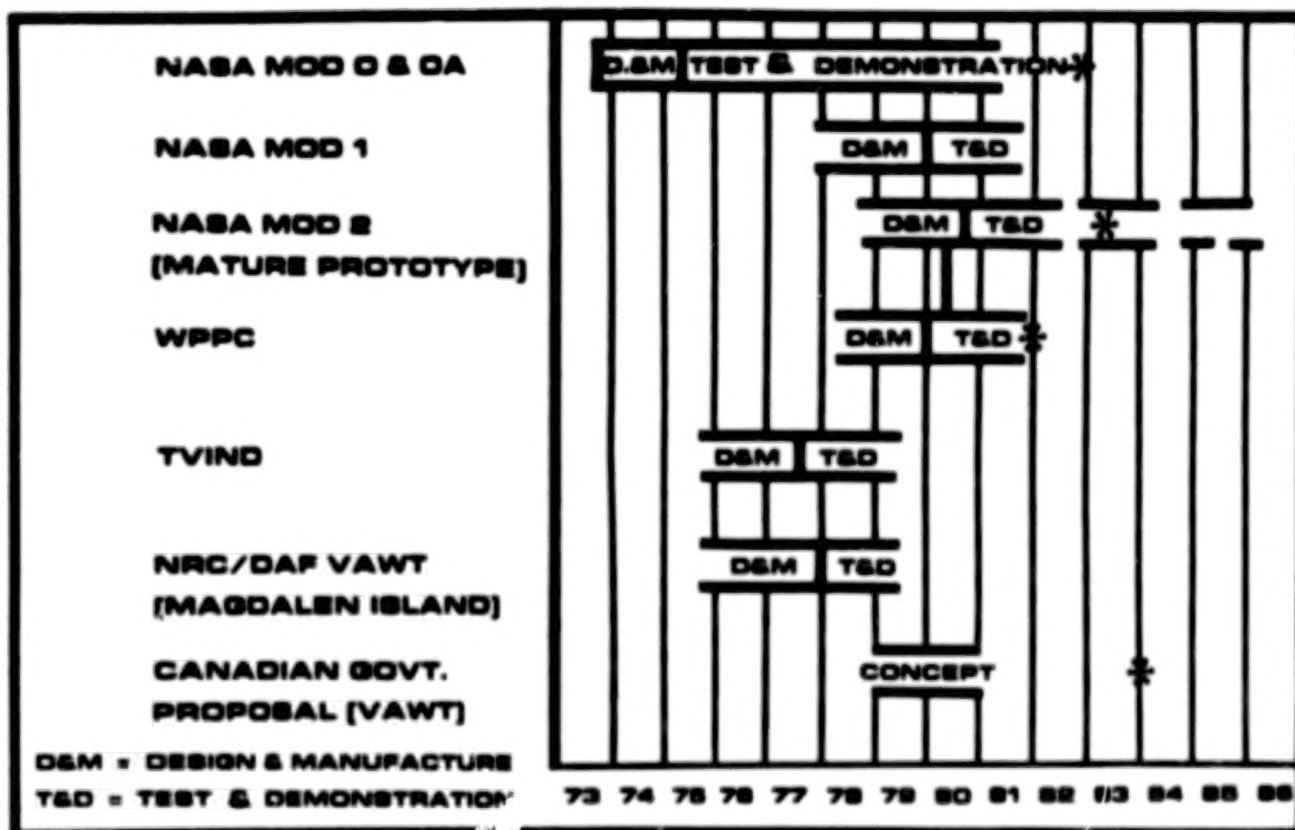 NASA MOD 0 & 0A
D.&M TEST & DEMONSTRATION *
NASA MOD 1
D&M T&D
NASA MOD 2
D&M T&D *
(MATURE PROTOTYPE)
WPPC
D&M T&D *
TVIND
D&M T&D
NRC/DAF VAWT
D&M T&D
(MAGDALEN ISLAND)
CANADIAN GOVT.
CONCEPT *
PROPOSAL (VAWT)
D&M = DESIGN & MANUFACTURE
T&D = TEST & DEMONSTRATION
73 74 75 76 77 78 79 80 81 82 83 84 85 86